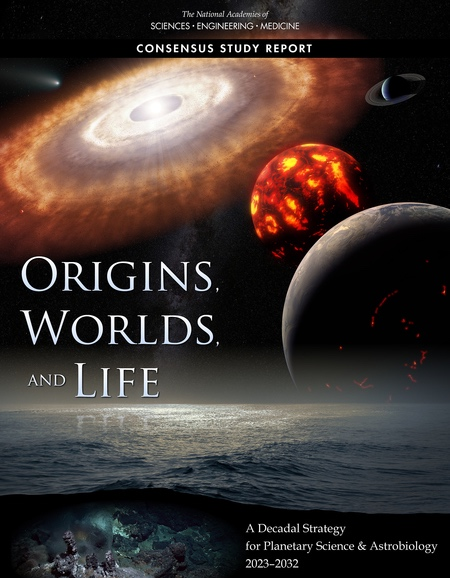 The National Academies of
SCIENCES · ENGINEERING · MEDICINE
CONSENSUS STUDY REPORT
ORIGINS,
WORLDS,
AND LIFE
A Decadal Strategy
for Planetary Science & Astrobiology
2023–2032